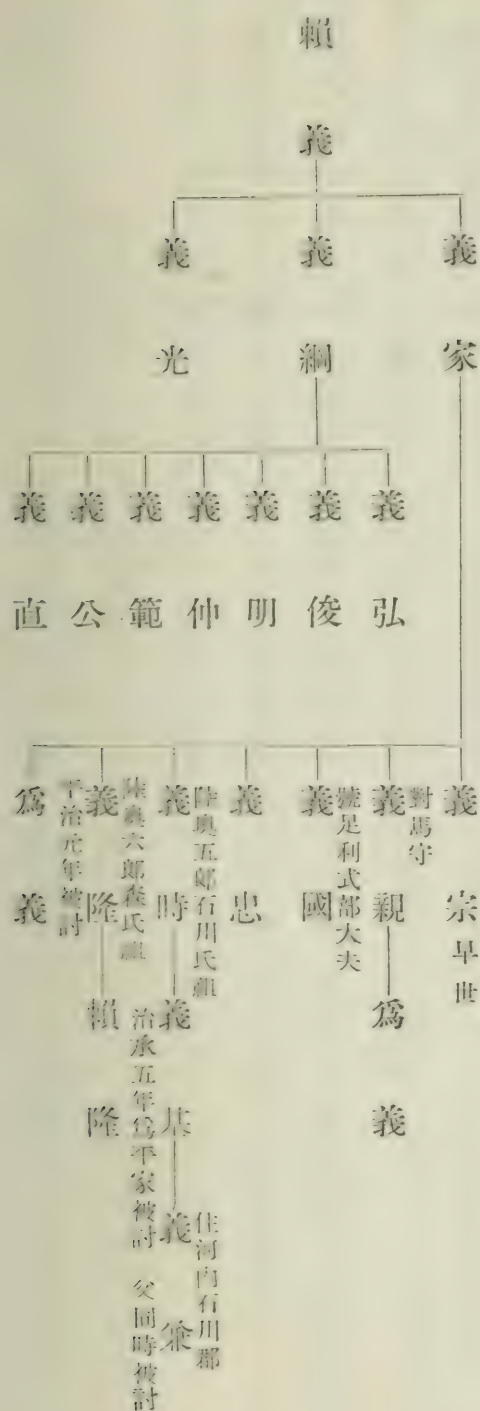 頼義
義家
義綱
義光
義弘
義俊
義明
義仲
義範
義公
義直
義宗 早世
對馬守
義親 爲義
號足利式部大夫
義國
義忠
陸奥五郎石川氏祖
義時 義基 義兼
住河内石川郡
治承五年爲平家被討 父同時被討
陸奥六郎森氏祖
義隆 頼隆
平治元年被討
爲義